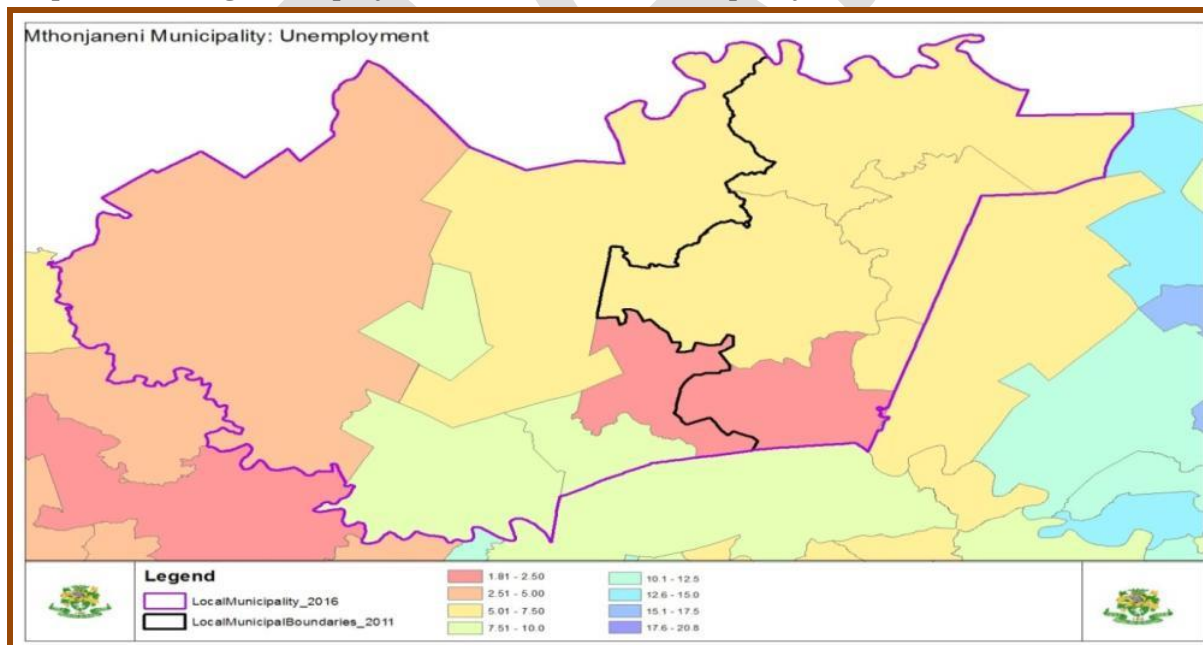 Mthonjaneni Municipality: Unemployment
Legend
LocalMunicipality_2016
LocalMunicipalBoundaries_2011
1.81 - 2.50
2.51 - 5.00
5.01 - 7.50
7.51 - 10.0
10.1 - 12.5
12.6 - 15.0
15.1 - 17.5
17.6 - 20.8